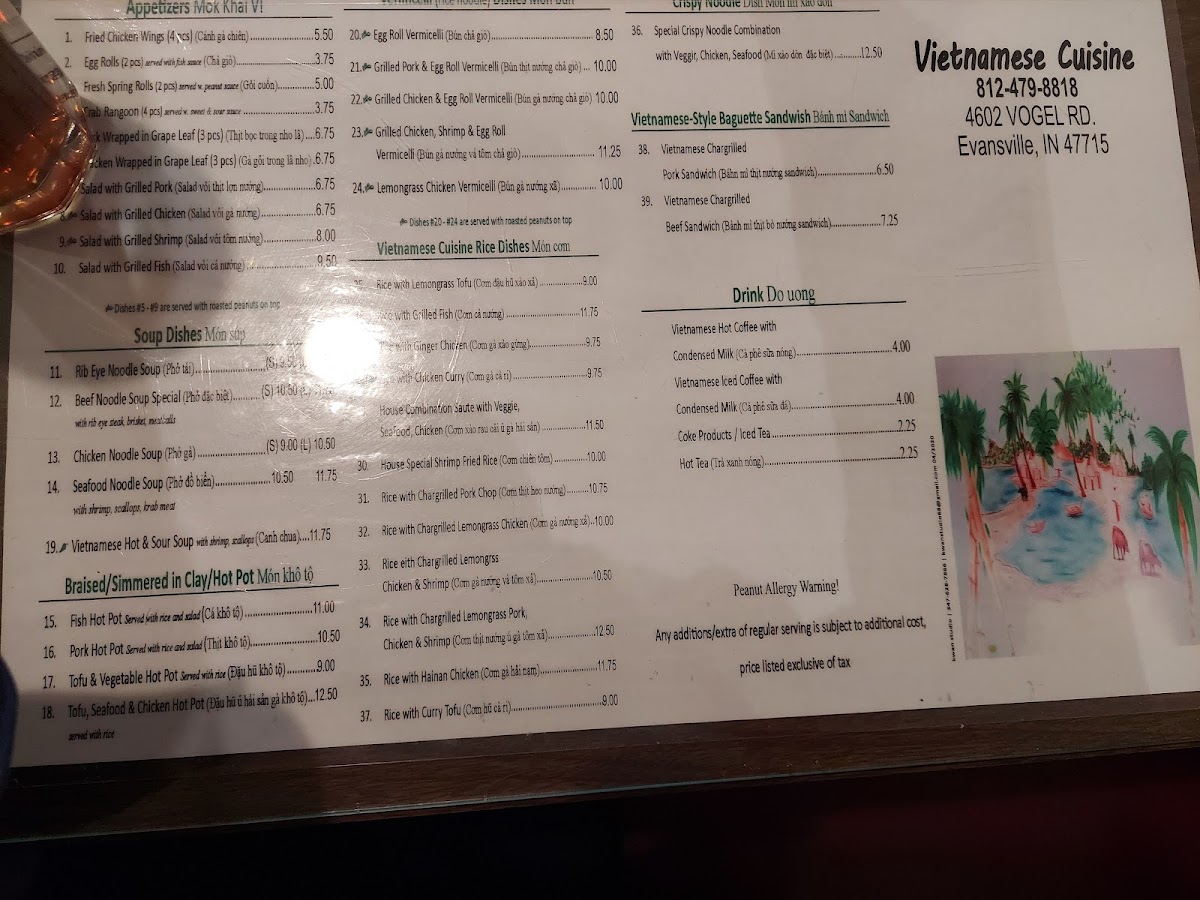 Appetizers Mok Khai Vi
1. Fried Chicken Wings (4 pcs) (Cánh gà chiên) 5.50
2. Egg Rolls (2 pcs) served with fish sauce (Chả giò) 3.75
Fresh Spring Rolls (2 pcs) served w. peanut sauce (Gỏi cuốn) 5.00
Rangoon (4 pcs) served w. sweet & sour sauce 3.75
Wrapped in Grape Leaf (3 pcs) (Thịt bọc trong nho lá) 6.75
Wrapped in Grape Leaf (3 pcs) (Gà gỏi trong lá nho) 6.75
Salad with Grilled Pork (Salad vối thịt lợn nướng) 6.75
8. Salad with Grilled Chicken (Salad vối gà nướng) 6.75
9. Salad with Grilled Shrimp (Salad vối tôm nướng) 8.00
10. Salad with Grilled Fish (Salad vối cá nướng) 9.50
Dishes #5 - #9 are served with roasted peanuts on top
Soup Dishes Món súp
11. Rib Eye Noodle Soup (Phở tái) (S) 9.50
12. Beef Noodle Soup Special (Phở đặc biệt) (S) 10.50
with rib eye steak, brisket, meatballs
13. Chicken Noodle Soup (Phở gà) (S) 9.00 (L) 10.50
14. Seafood Noodle Soup (Phở đồ biển) 10.50 11.75
with shrimp, scallops, krab meat
19. Vietnamese Hot & Sour Soup with shrimp, scallops (Canh chua) 11.75
Braised/Simmered in Clay/Hot Pot Món khô tộ
15. Fish Hot Pot Served with rice and salad (Cá khô tộ) 11.00
16. Pork Hot Pot Served with rice and salad (Thịt khô tộ) 10.50
17. Tofu & Vegetable Hot Pot Served with rice (Đậu hũ khô tộ) 9.00
18. Tofu, Seafood & Chicken Hot Pot (Đậu hũ ủ hải sản gà khô tộ) 12.50
served with rice
Vermicelli (rice noodle) Dishes Món bún
20. Egg Roll Vermicelli (Bún chả giò) 8.50
21. Grilled Pork & Egg Roll Vermicelli (Bún thịt nướng chả giò) 10.00
22. Grilled Chicken & Egg Roll Vermicelli (Bún gà nướng chả giò) 10.00
23. Grilled Chicken, Shrimp & Egg Roll
Vermicelli (Bún gà nướng vá tôm chả giò) 11.25
24. Lemongrass Chicken Vermicelli (Bún gà nướng xả) 10.00
Dishes #20 - #24 are served with roasted peanuts on top
Vietnamese Cuisine Rice Dishes Món cơm
Rice with Lemongrass Tofu (Cơm đậu hũ xào xả) 9.00
Rice with Grilled Fish (Cơm cá nướng) 11.75
with Ginger Chicken (Cơm gà xào gừng) 9.75
with Chicken Curry (Cơm gà cà ri) 9.75
House Combination Saute with Veggie,
Seafood, Chicken (Cơm xào rau cải ủ gà hải sản) 11.50
30. House Special Shrimp Fried Rice (Cơm chiên tôm) 10.00
31. Rice with Chargrilled Pork Chop (Cơm thịt heo nướng) 10.75
32. Rice with Chargrilled Lemongrass Chicken (Cơm gà nướng xả) 10.00
33. Rice eith Chargrilled Lemongrss
Chicken & Shrimp (Cơm gà nướng vá tôm xả) 10.50
34. Rice with Chargrilled Lemongrass Pork,
Chicken & Shrimp (Cơm thịt nướng ủ gà tôm xả) 12.50
35. Rice with Hainan Chicken (Cơm gà hải nam) 11.75
37. Rice with Curry Tofu (Cơm hũ cà ri) 9.00
Crispy Noodle Dish Món mì xào dòn
36. Special Crispy Noodle Combination
with Veggir, Chicken, Seafood (Mì xào dòn đặc biệt) 12.50
Vietnamese-Style Baguette Sandwish Bánh mì Sandwich
38. Vietnamese Chargrilled
Pork Sandwich (Báhn mì thịt nướng sandwich) 6.50
39. Vietnamese Chargrilled
Beef Sandwich (Bánh mì thịt bò nướng sandwich) 7.25
Drink Do uong
Vietnamese Hot Coffee with
Condensed Milk (Cà phê sữa nóng) 4.00
Vietnamese Iced Coffee with
Condensed Milk (Cà phê sữa đá) 4.00
Coke Products / Iced Tea 2.25
Hot Tea (Trà xanh nóng) 2.25
Peanut Allergy Warning!
Any additions/extra of regular serving is subject to additional cost,
price listed exclusive of tax
Vietnamese Cuisine
812-479-8818
4602 VOGEL RD.
Evansville, IN 47715